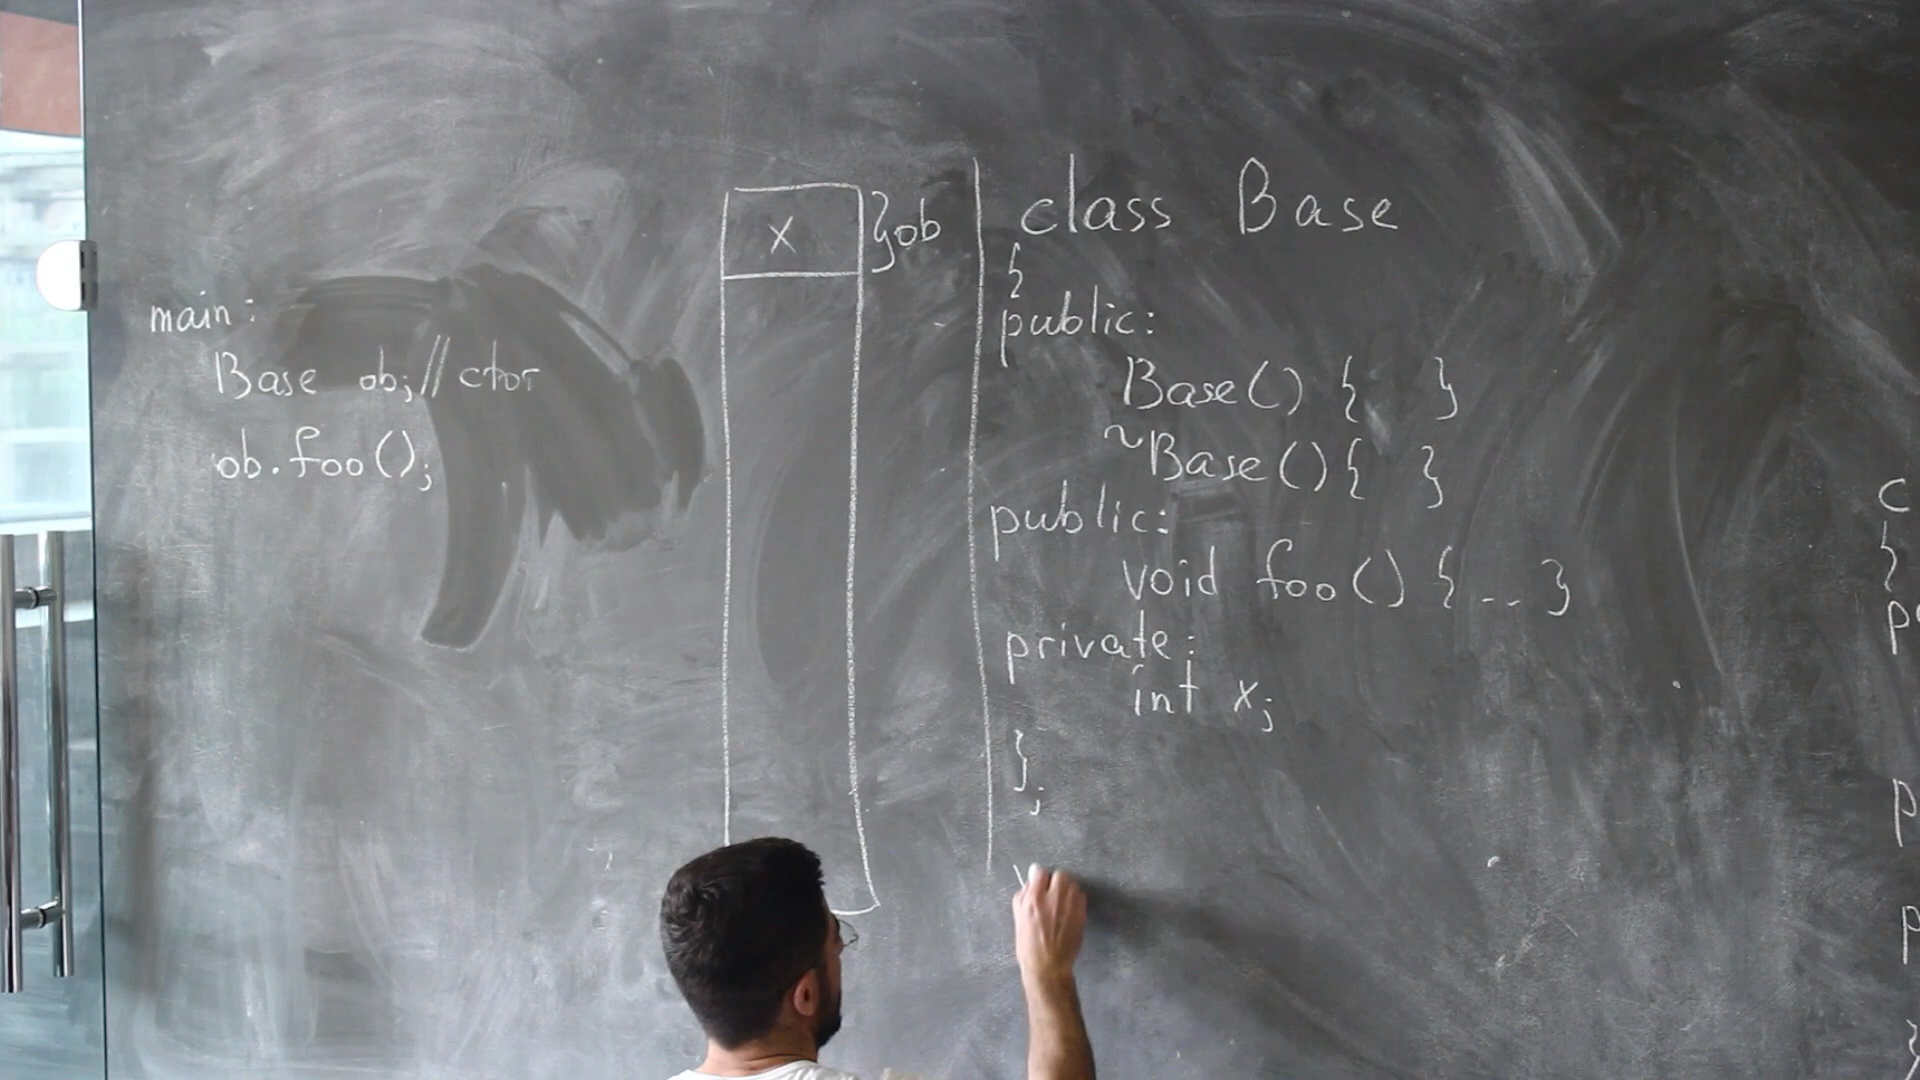 main:
Base ob; // ctor
ob.foo();
x } ob
class Base
{
public:
Base() { }
~Base() { }
public:
void foo() { -- }
private:
int x;
};
c
{
p
p